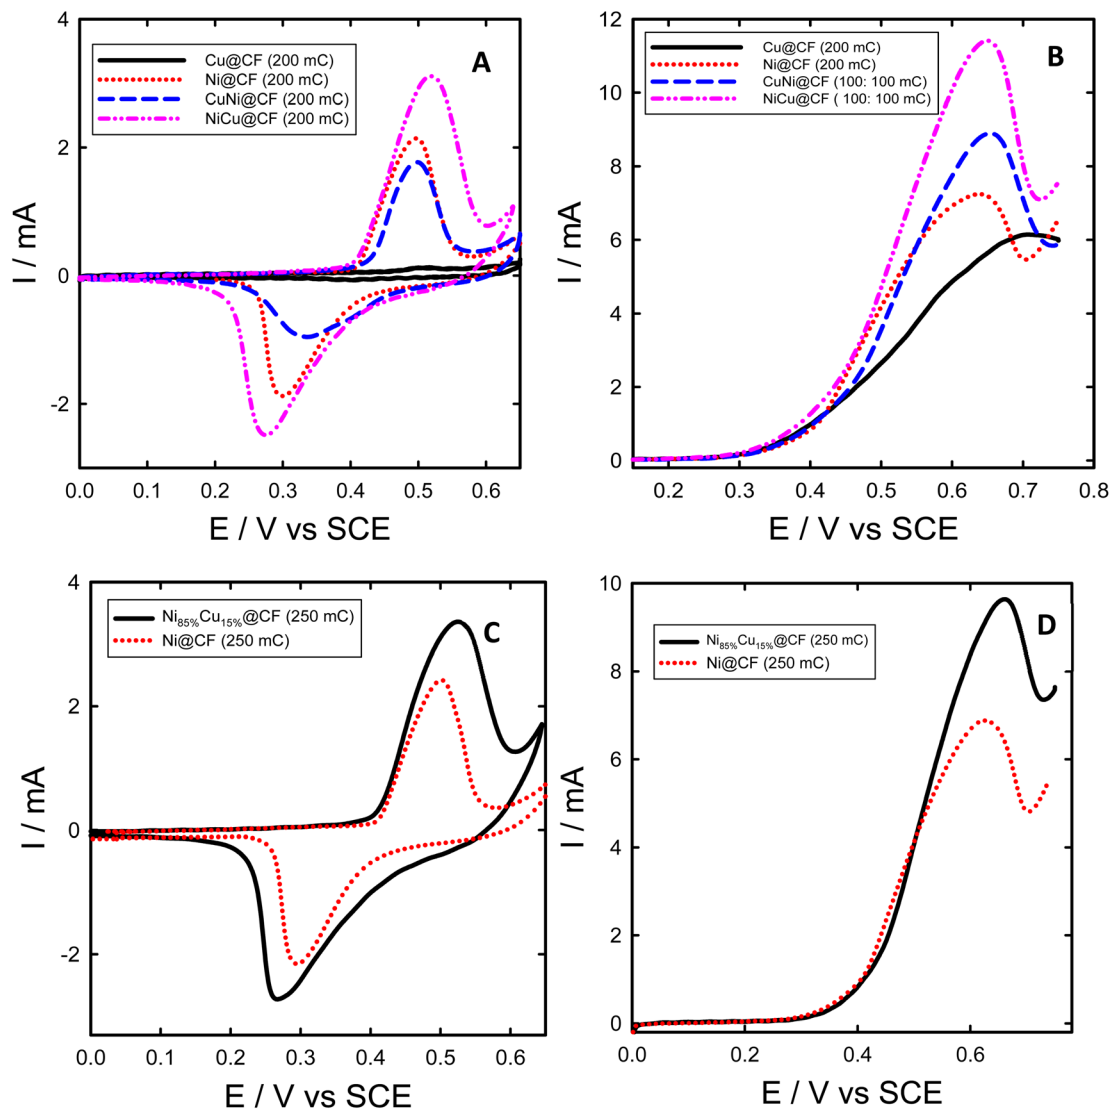 A
Cu@CF (200 mC)
Ni@CF (200 mC)
CuNi@CF (200 mC)
NiCu@CF (200 mC)
4
2
0
-2
I / mA
0.0 0.1 0.2 0.3 0.4 0.5 0.6
E / V vs SCE
B
Cu@CF (200 mC)
Ni@CF (200 mC)
CuNi@CF (100: 100 mC)
NiCu@CF ( 100: 100 mC)
12
10
8
6
4
2
0
I / mA
0.2 0.3 0.4 0.5 0.6 0.7 0.8
E / V vs SCE
C
Ni85%Cu15%@CF (250 mC)
Ni@CF (250 mC)
4
2
0
-2
I / mA
0.0 0.1 0.2 0.3 0.4 0.5 0.6
E / V vs SCE
D
Ni85%Cu15%@CF (250 mC)
Ni@CF (250 mC)
10
8
6
4
2
0
I / mA
0.0 0.2 0.4 0.6
E / V vs SCE